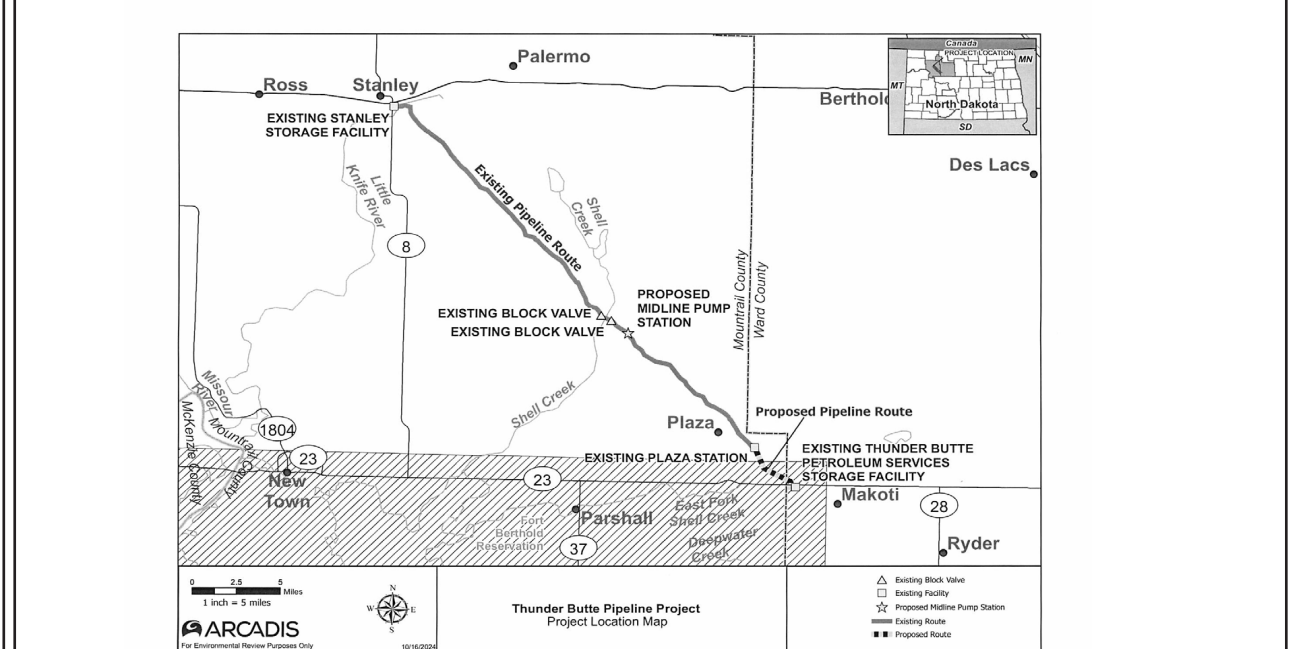 Palermo
Ross
Stanley
EXISTING STANLEY
STORAGE FACILITY
Canada
PROJECT LOCATION
MN
MT
North Dakota
SD
Berthold
Des Lacs
Little
Knife River
Existing Pipeline Route
Shell
Creek
8
Mountrail County
Ward County
PROPOSED
MIDLINE PUMP
STATION
EXISTING BLOCK VALVE
EXISTING BLOCK VALVE
Shell Creek
Missour
River
Mountrail
County
McKenzie County
1804
23
New
Town
Plaza
Proposed Pipeline Route
EXISTING PLAZA STATION
EXISTING THUNDER BUTTE
PETROLEUM SERVICES
STORAGE FACILITY
23
Makoti
28
Ryder
Parshall
37
Fort
Berthold
Reservation
East Fork
Shell Creek
Deepwater
Creek
0 2.5 5
Miles
1 inch = 5 miles
N
W E
S
ARCADIS
For Environmental Review Purposes Only
10/16/2024
Thunder Butte Pipeline Project
Project Location Map
Existing Block Valve
Existing Facility
Proposed Midline Pump Station
Existing Route
Proposed Route